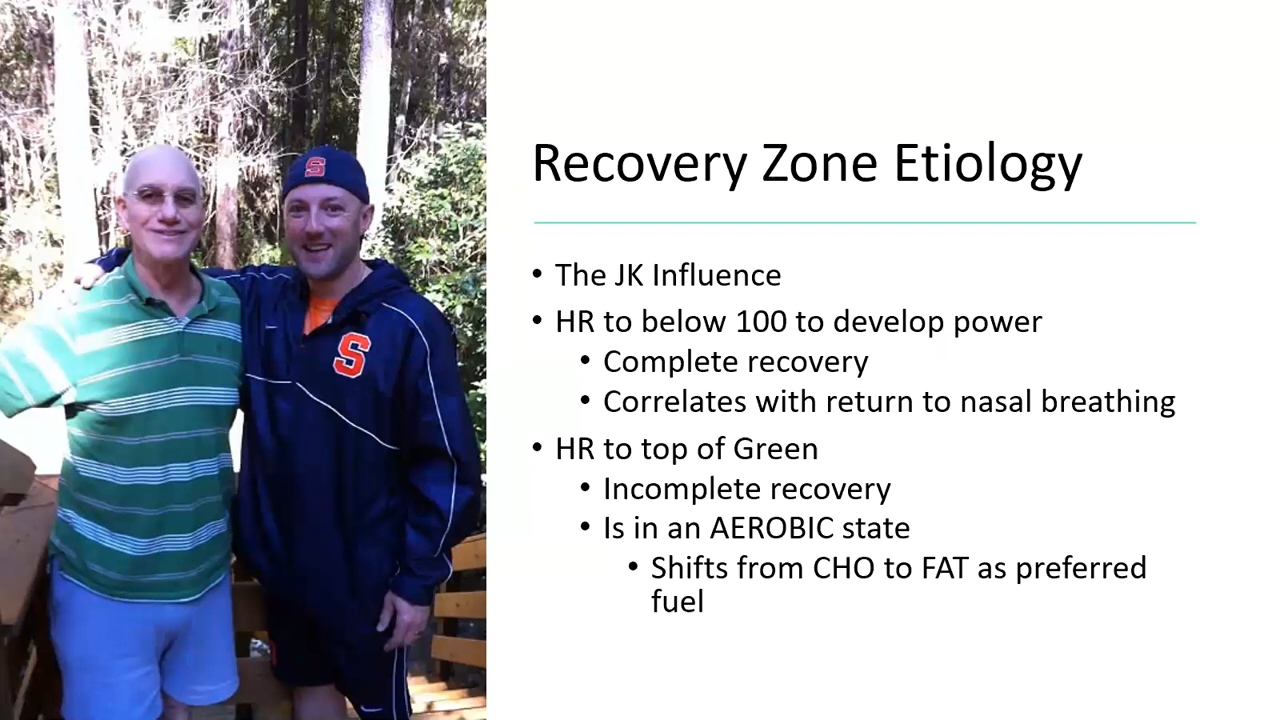 Recovery Zone Etiology
• The JK Influence
• HR to below 100 to develop power
• Complete recovery
• Correlates with return to nasal breathing
• HR to top of Green
• Incomplete recovery
• Is in an AEROBIC state
• Shifts from CHO to FAT as preferred
fuel
S
S